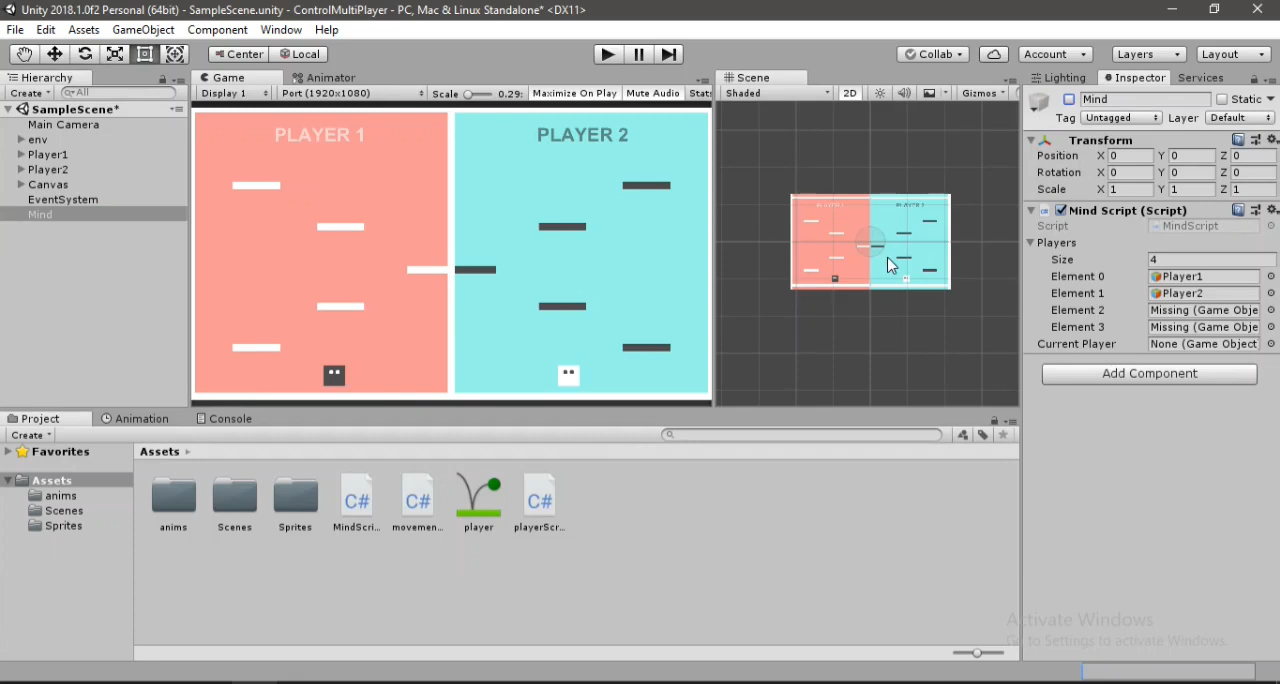 Unity 2018.1.0f2 Personal (64bit) - SampleScene.unity - ControlMultiPlayer - PC, Mac & Linux Standalone* <DX11>
File Edit Assets GameObject Component Window Help
Center Local Collab Account Layers Layout
Hierarchy Game Animator Scene Lighting Inspector Services
Create All Display 1 Port (1920x1080) Scale 0.29: Maximize On Play Mute Audio Stats Shaded 2D Gizmos Mind Static
SampleScene*
Tag Untagged Layer Default
Main Camera
env
Player1
Player2
Canvas
EventSystem
Mind
PLAYER 1
PLAYER 2
Transform
Position X 0 Y 0 Z 0
Rotation X 0 Y 0 Z 0
Scale X 1 Y 1 Z 1
Mind Script (Script)
Script MindScript
Players
Size 4
Element 0 Player1
Element 1 Player2
Element 2 Missing (Game Obje
Element 3 Missing (Game Obje
Current Player None (Game Object
Add Component
Project Animation Console
Create
Favorites
Assets
anims
Scenes
Sprites
Assets
anims Scenes Sprites MindScri... movemen... player playerScr...
C# C# C#
Activate Windows
Go to Settings to activate Windows.